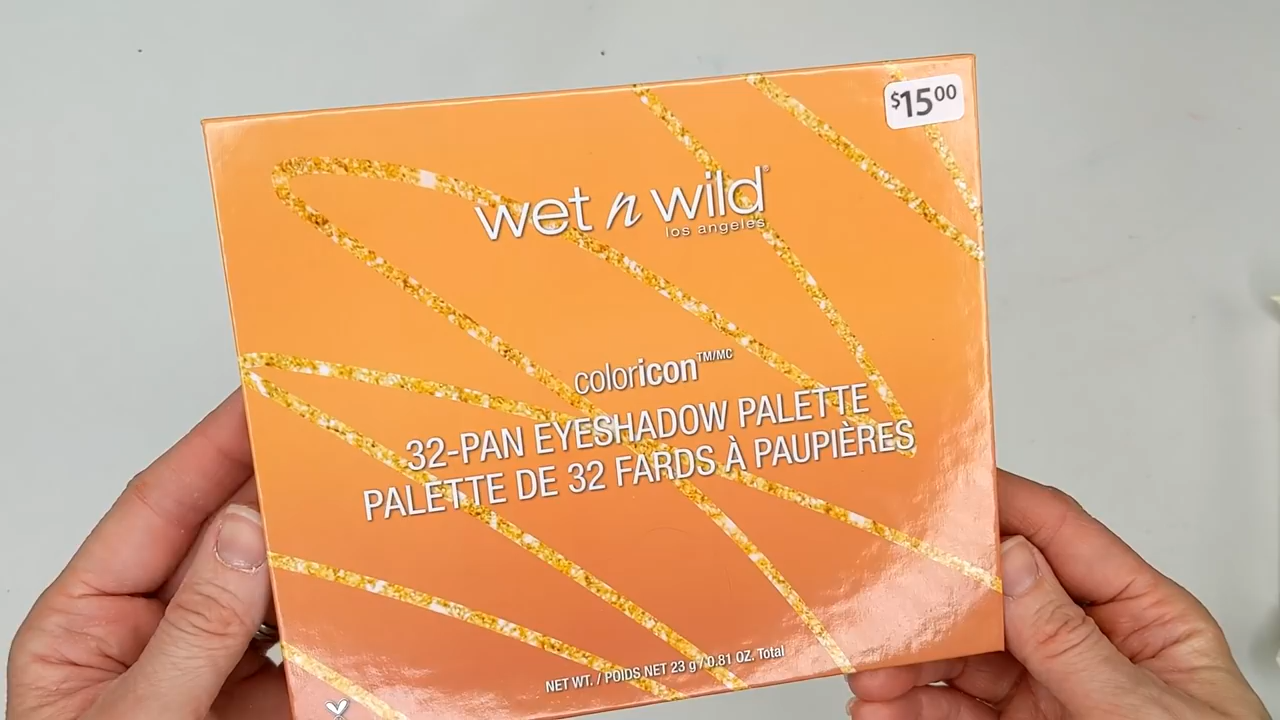 $15.00
wet n wild®
los angeles
coloricon™/MC
32-PAN EYESHADOW PALETTE
PALETTE DE 32 FARDS À PAUPIÈRES
NET WT. / POIDS NET 23 g / 0.81 OZ. Total